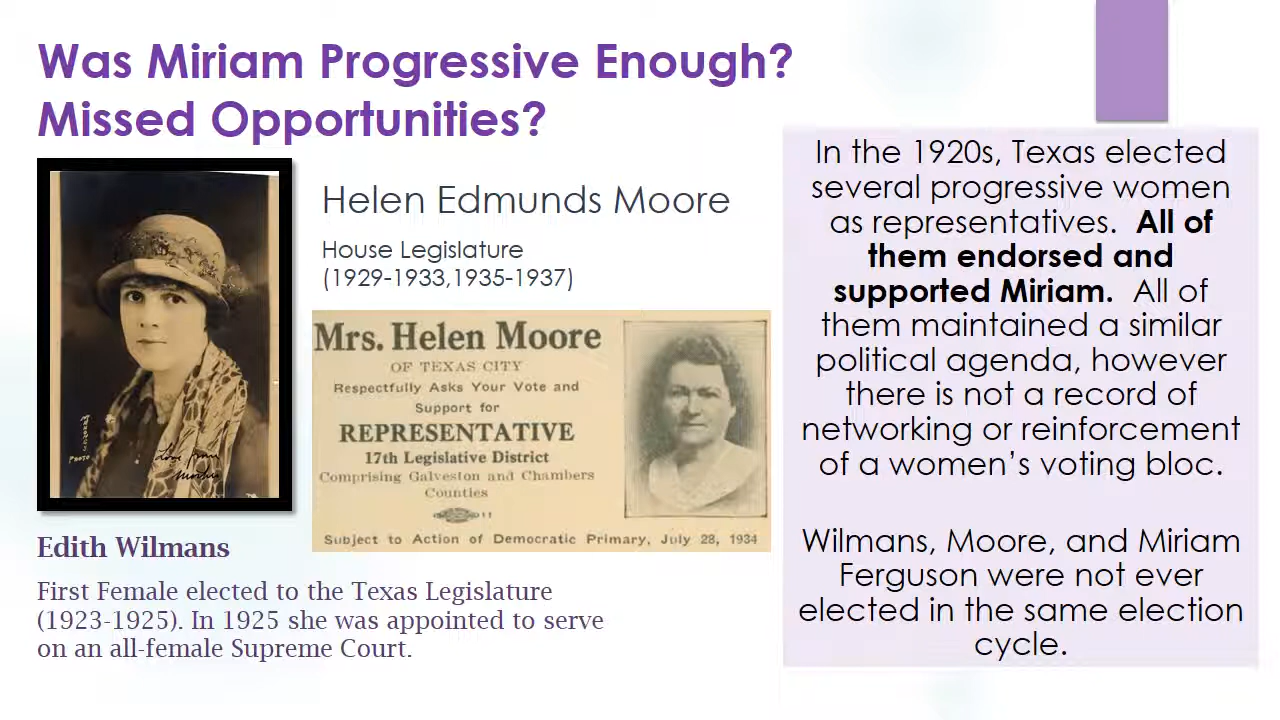 Was Miriam Progressive Enough?
Missed Opportunities?
Helen Edmunds Moore
House Legislature
(1929-1933,1935-1937)
Mrs. Helen Moore
OF TEXAS CITY
Respectfully Asks Your Vote and
Support for
REPRESENTATIVE
17th Legislative District
Comprising Galveston and Chambers
Counties
Subject to Action of Democratic Primary, July 28, 1934
PHOTO
Love from
Edith Wilmans
First Female elected to the Texas Legislature
(1923-1925). In 1925 she was appointed to serve
on an all-female Supreme Court.
In the 1920s, Texas elected
several progressive women
as representatives. All of
them endorsed and
supported Miriam. All of
them maintained a similar
political agenda, however
there is not a record of
networking or reinforcement
of a women's voting bloc.
Wilmans, Moore, and Miriam
Ferguson were not ever
elected in the same election
cycle.